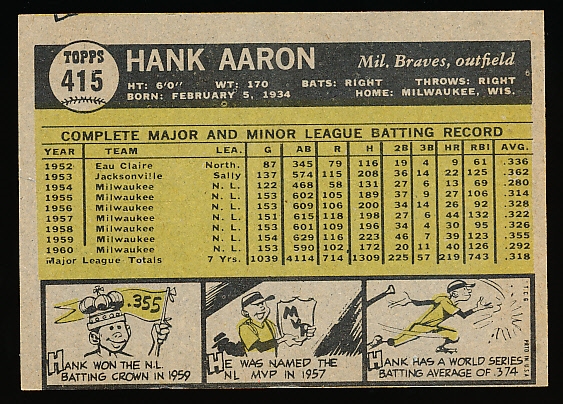 TOPPS
415
HANK AARON
Mil. Braves, outfield
HT: 6'0" WT: 170 BATS: RIGHT THROWS: RIGHT
BORN: FEBRUARY 5, 1934 HOME: MILWAUKEE, WIS.
COMPLETE MAJOR AND MINOR LEAGUE BATTING RECORD
YEAR TEAM LEA. G AB R H 2B 3B HR RBI AVG.
1952 Eau Claire North. 87 345 79 116 19 4 9 61 .336
1953 Jacksonville Sally 137 574 115 208 36 14 22 125 .362
1954 Milwaukee N. L. 122 468 58 131 27 6 13 69 .280
1955 Milwaukee N. L. 153 602 105 189 37 9 27 106 .314
1956 Milwaukee N. L. 153 609 106 200 34 14 26 92 .328
1957 Milwaukee N. L. 151 615 118 198 27 6 44 132 .322
1958 Milwaukee N. L. 153 601 109 196 34 4 30 95 .326
1959 Milwaukee N. L. 154 629 116 223 46 7 39 123 .355
1960 Milwaukee N. L. 153 590 102 172 20 11 40 126 .292
Major League Totals 7 Yrs. 1039 4114 714 1309 225 57 219 743 .318
.355
HANK WON THE N.L.
BATTING CROWN IN 1959
M
HE WAS NAMED THE
NL MVP IN 1957
HANK HAS A WORLD SERIES
BATTING AVERAGE OF .374